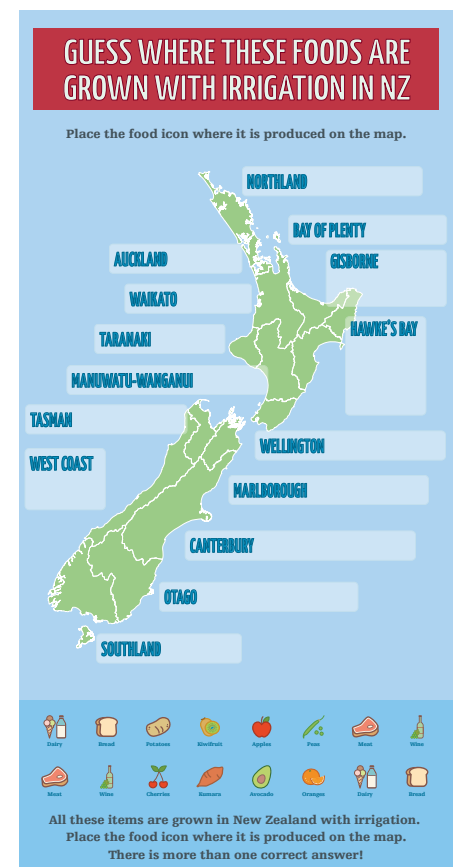 GUESS WHERE THESE FOODS ARE
GROWN WITH IRRIGATION IN NZ
Place the food icon where it is produced on the map.
NORTHLAND
BAY OF PLENTY
AUCKLAND
GISBORNE
WAIKATO
HAWKE'S BAY
TARANAKI
MANUWATU-WANGANUI
TASMAN
WELLINGTON
WEST COAST
MARLBOROUGH
CANTERBURY
OTAGO
SOUTHLAND
Dairy Bread Potatoes Kiwifruit Apples Peas Meat Wine
Meat Wine Cherries Kumara Avocado Oranges Dairy Bread
All these items are grown in New Zealand with irrigation.
Place the food icon where it is produced on the map.
There is more than one correct answer!